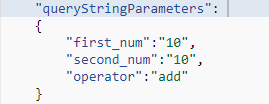 "queryStringParameters":
{
"first_num":"10",
"second_num":"10",
"operator":"add"
}